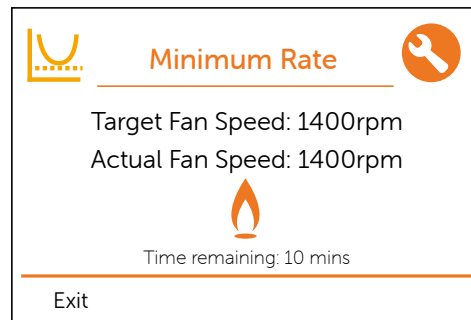 Minimum Rate
Target Fan Speed: 1400rpm
Actual Fan Speed: 1400rpm
Time remaining: 10 mins
Exit